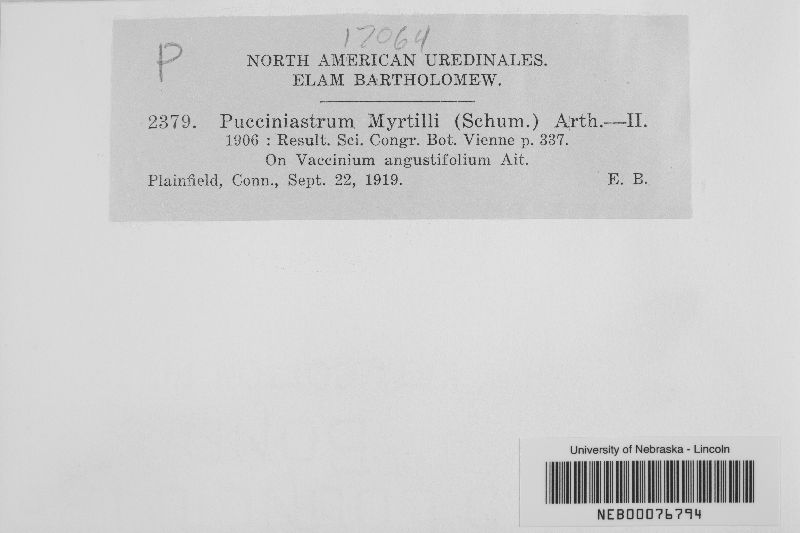 P
17064
NORTH AMERICAN UREDINALES.
ELAM BARTHOLOMEW.
2379. Pucciniastrum Myrtilli (Schum.) Arth.—II.
1906 : Result. Sci. Congr. Bot. Vienne p. 337.
On Vaccinium angustifolium Ait.
Plainfield, Conn., Sept. 22, 1919. E. B.
University of Nebraska - Lincoln
NEB00076794